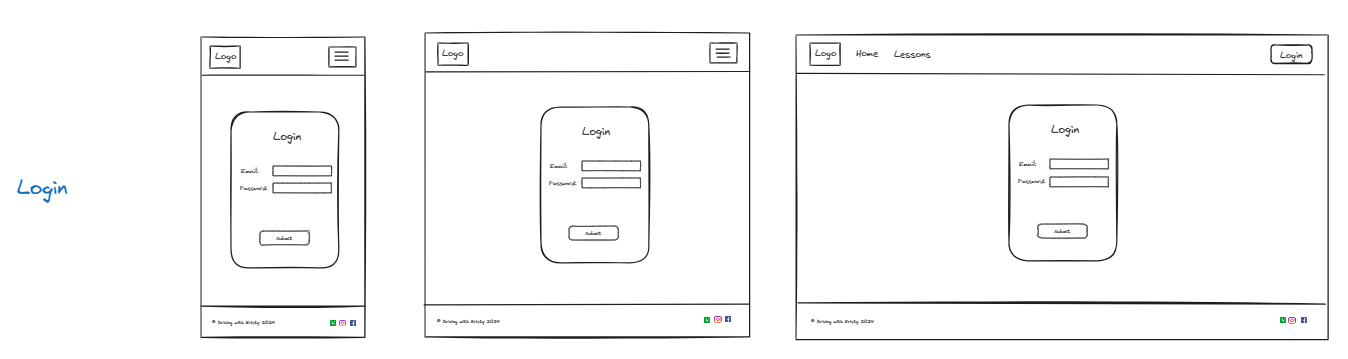 Login
Logo
Login
Email:
Password:
Submit
© Driving with Kristy 2024
Logo
Login
Email:
Password:
Submit
© Driving with Kristy 2024
Logo Home Lessons Login
Login
Email:
Password:
Submit
© Driving with Kristy 2024